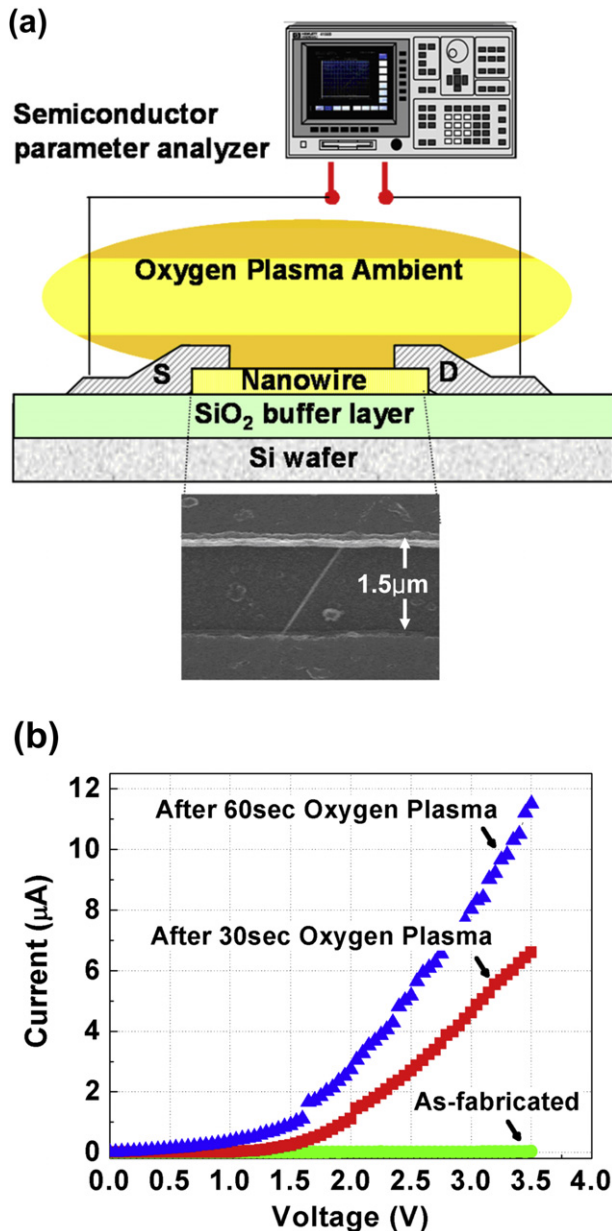 (a)
Semiconductor
parameter analyzer
Oxygen Plasma Ambient
S
D
Nanowire
SiO₂ buffer layer
Si wafer
1.5μm
(b)
12
10
8
6
4
2
0
Current (μA)
After 60sec Oxygen Plasma
After 30sec Oxygen Plasma
As-fabricated
0.0 0.5 1.0 1.5 2.0 2.5 3.0 3.5 4.0
Voltage (V)